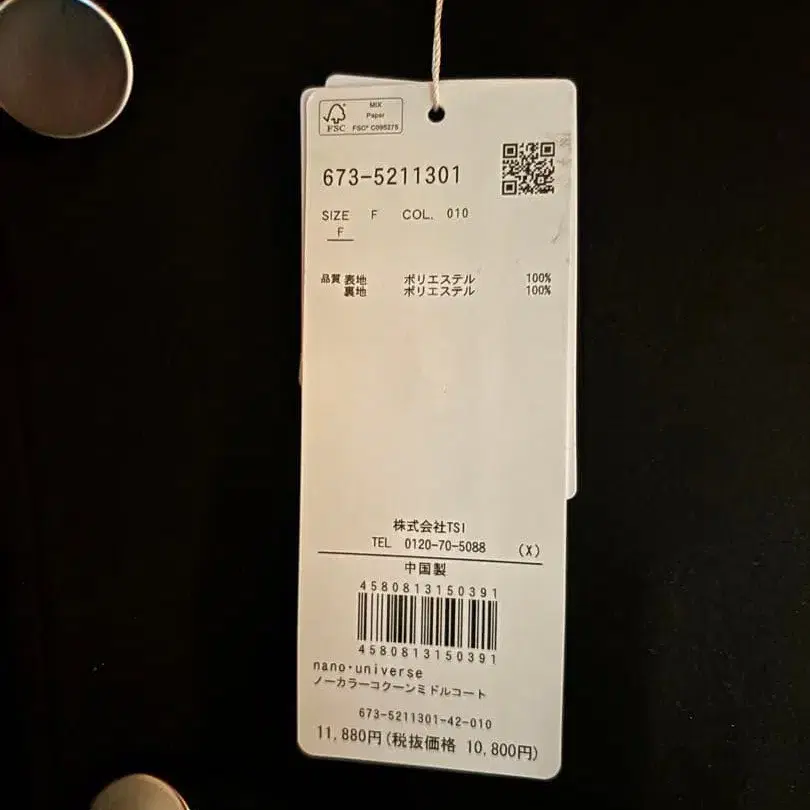 MIX
Paper
FSC
FSC® C095275
673-5211301
SIZE F COL. 010
F
品質 表地 ポリエステル 100%
裏地 ポリエステル 100%
株式会社TSI
TEL 0120-70-5088 (X)
中国製
4580813150391
4580813150391
nano・universe
ノーカラーコクーンミドルコート
673-5211301-42-010
11,880円(税抜価格 10,800円)